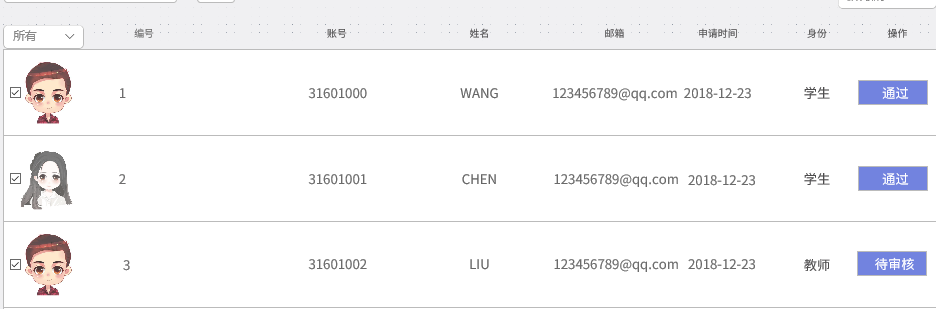 所有 编号 账号 姓名 邮箱 申请时间 身份 操作
1 31601000 WANG 123456789@qq.com 2018-12-23 学生 通过
2 31601001 CHEN 123456789@qq.com 2018-12-23 学生 通过
3 31601002 LIU 123456789@qq.com 2018-12-23 教师 待审核